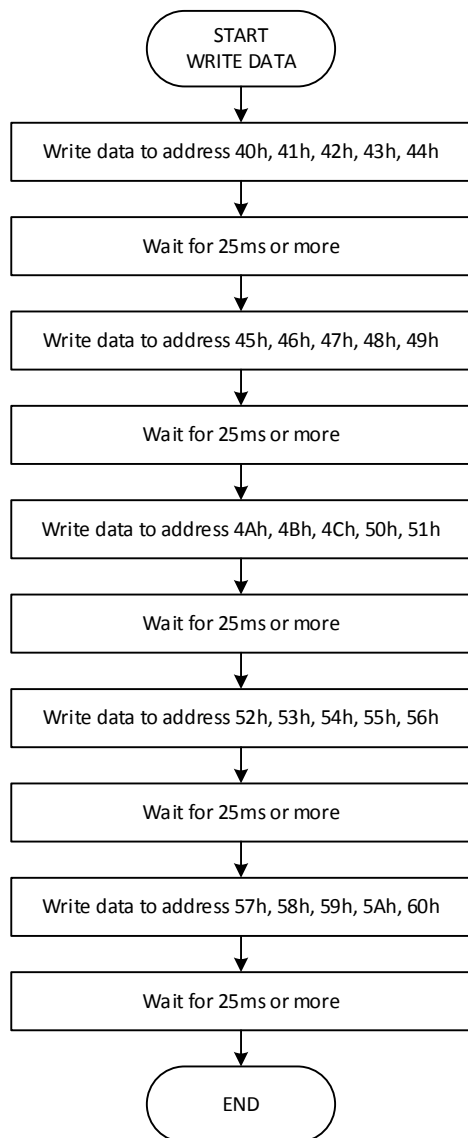 START
WRITE DATA
Write data to address 40h, 41h, 42h, 43h, 44h
Wait for 25ms or more
Write data to address 45h, 46h, 47h, 48h, 49h
Wait for 25ms or more
Write data to address 4Ah, 4Bh, 4Ch, 50h, 51h
Wait for 25ms or more
Write data to address 52h, 53h, 54h, 55h, 56h
Wait for 25ms or more
Write data to address 57h, 58h, 59h, 5Ah, 60h
Wait for 25ms or more
END